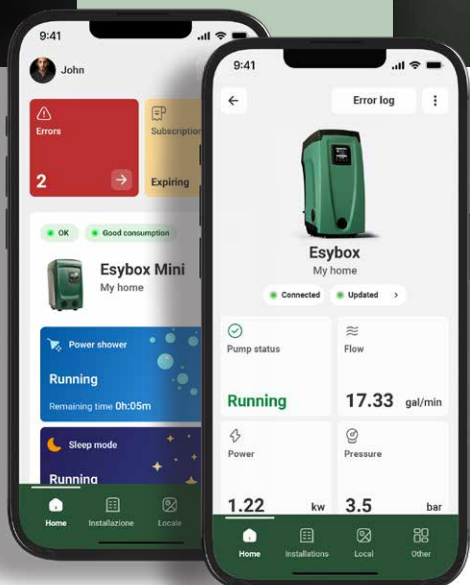 9:41
John
Errors
Subscription
2
Expiring
OK
Good consumption
Esybox Mini
My home
Power shower
Running
Remaining time 0h:05m
Sleep mode
Running
Home
Installazione
Locale
9:41
Error log
Esybox
My home
Connected
Updated
Pump status
Flow
Running
17.33 gal/min
Power
Pressure
1.22 kw
3.5 bar
Home
Installations
Local
Other